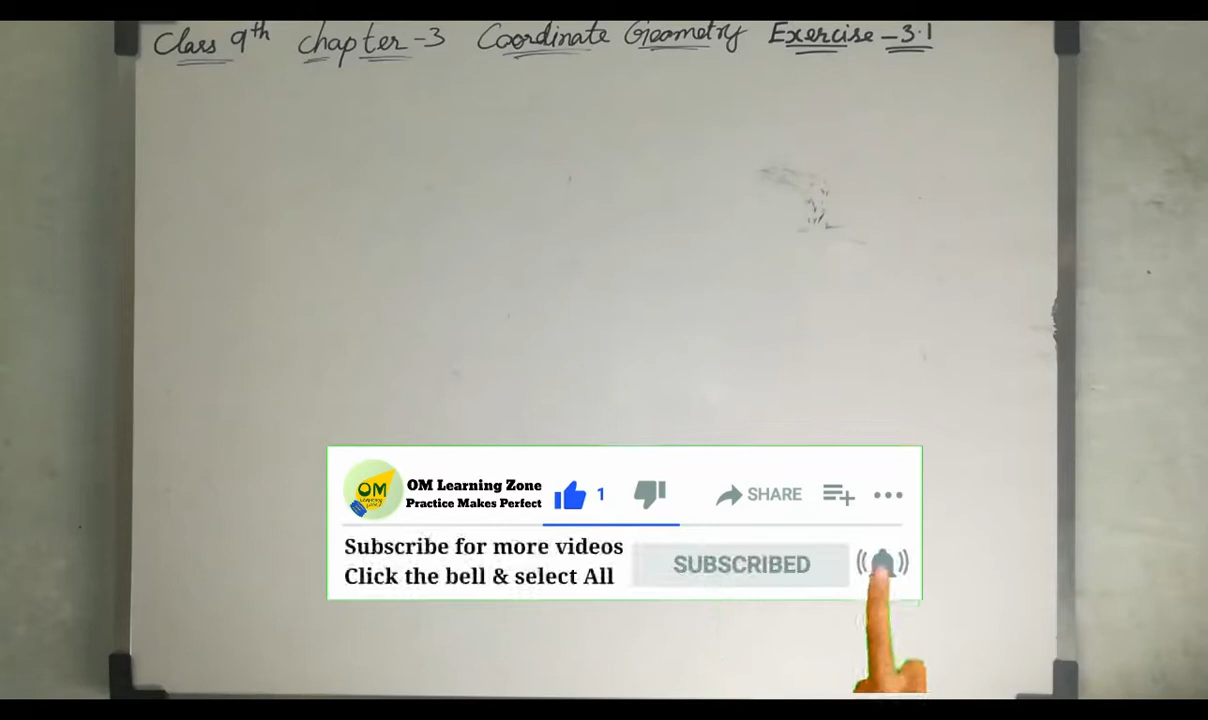 Class 9th chapter-3 Coordinate Geometry Exercise-3.1
OM
OM Learning Zone
Practice Makes Perfect
1
SHARE
Subscribe for more videos
Click the bell & select All
SUBSCRIBED